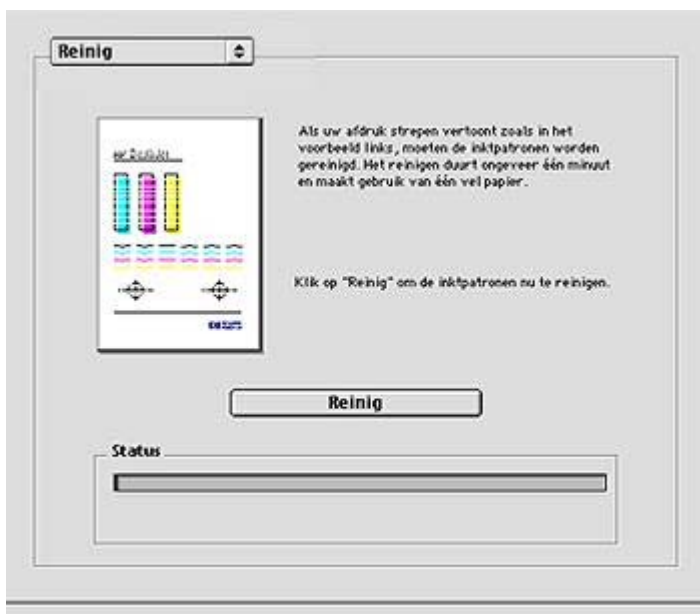 Reinig
Als uw afdruk strepen vertoont zoals in het
voorbeeld links, moeten de inktpatronen worden
gereinigd. Het reinigen duurt ongeveer één minuut
en maakt gebruik van één vel papier.
Klik op "Reinig" om de inktpatronen nu te reinigen.
Reinig
Status